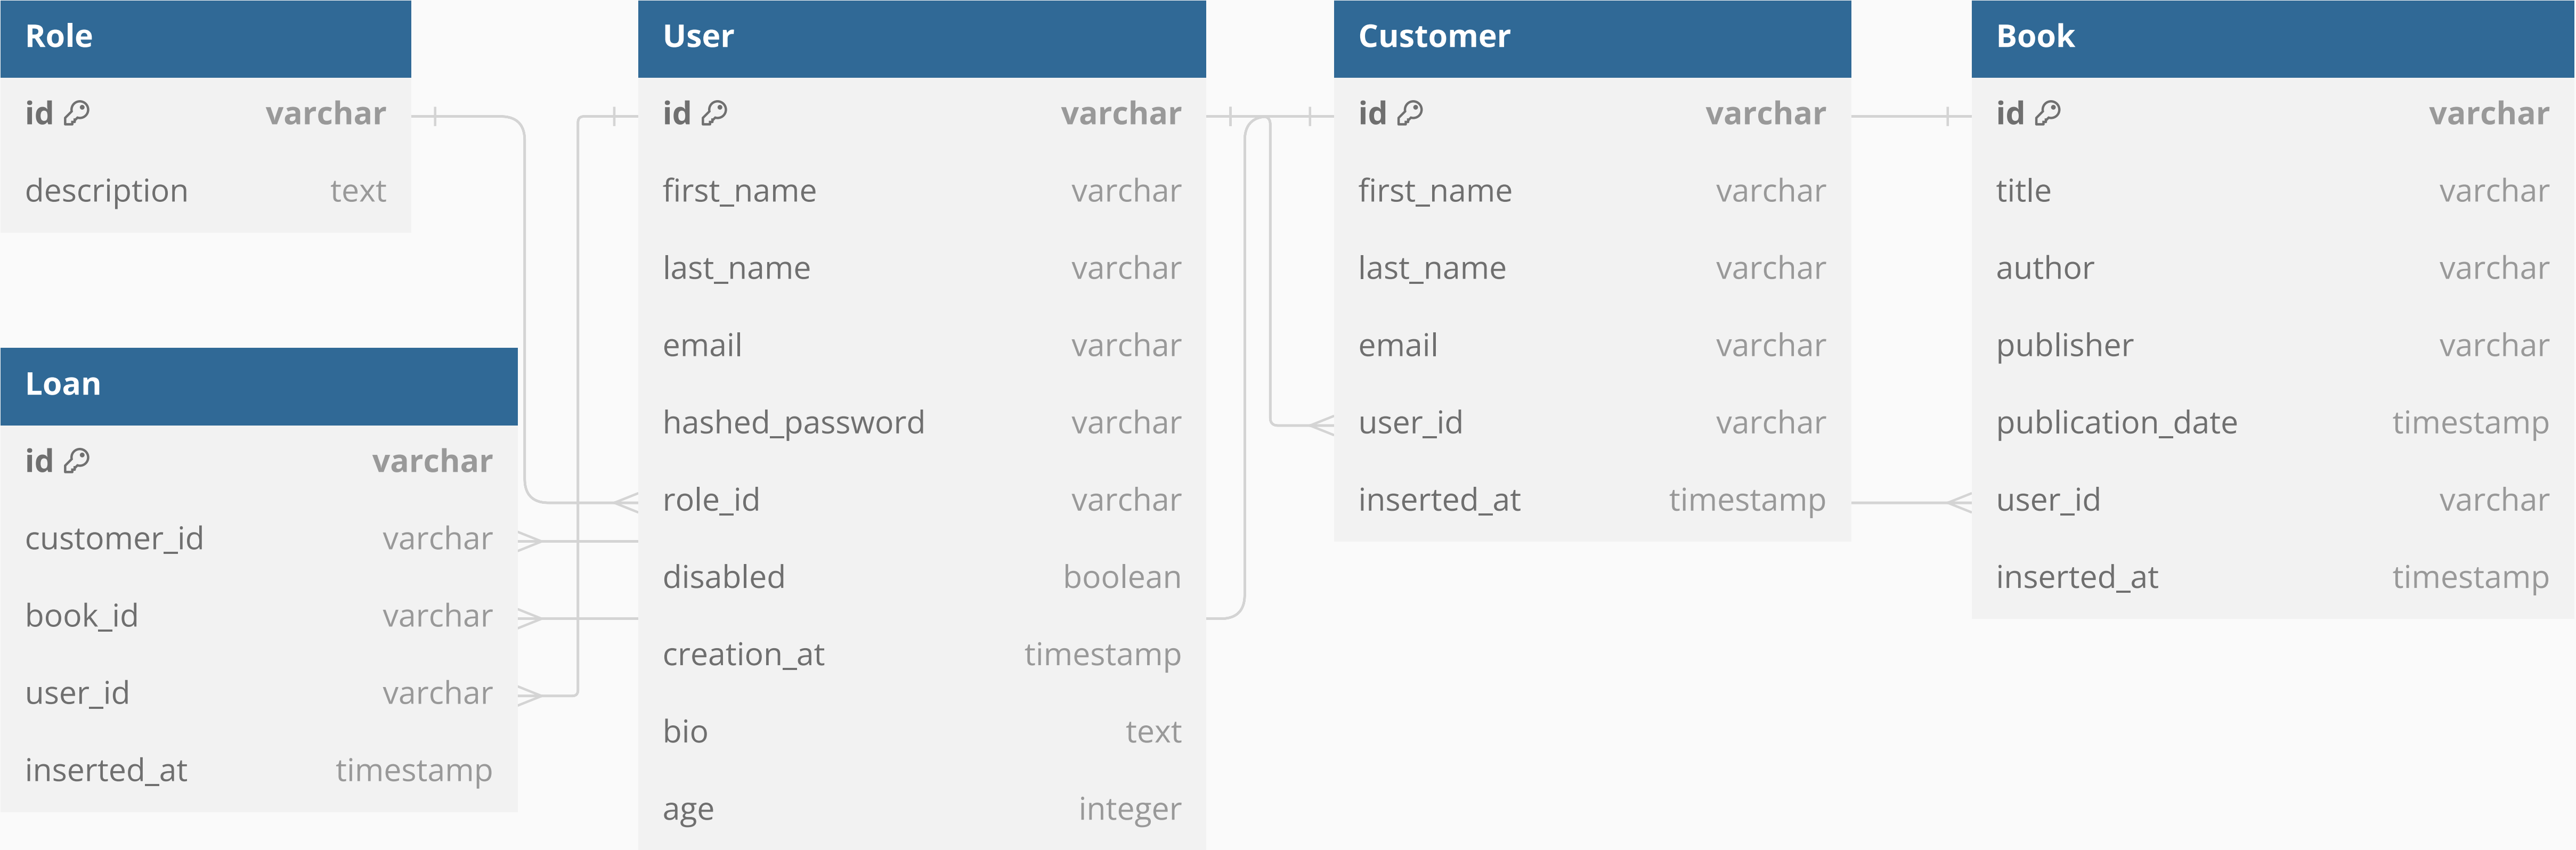 Role
id varchar
description text
Loan
id varchar
customer_id varchar
book_id varchar
user_id varchar
inserted_at timestamp
User
id varchar
first_name varchar
last_name varchar
email varchar
hashed_password varchar
role_id varchar
disabled boolean
creation_at timestamp
bio text
age integer
Customer
id varchar
first_name varchar
last_name varchar
email varchar
user_id varchar
inserted_at timestamp
Book
id varchar
title varchar
author varchar
publisher varchar
publication_date timestamp
user_id varchar
inserted_at timestamp